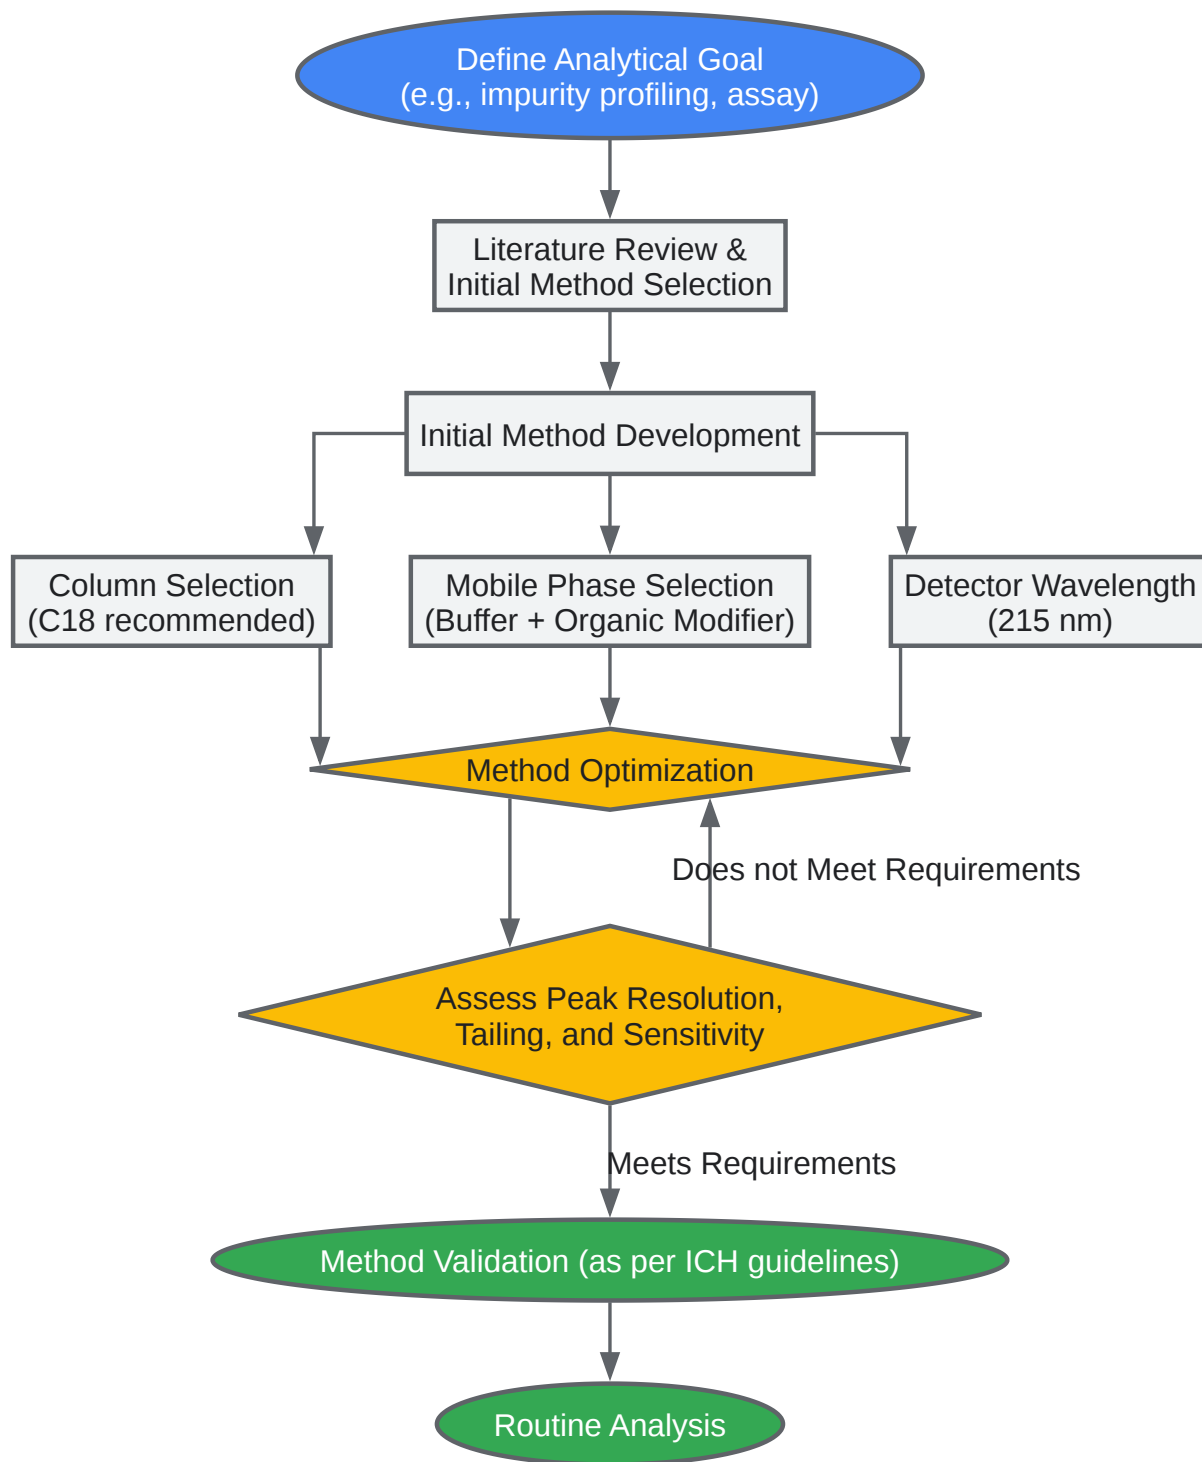 Define Analytical Goal
(e.g., impurity profiling, assay)
Literature Review &
Initial Method Selection
Initial Method Development
Column Selection
(C18 recommended)
Mobile Phase Selection
(Buffer + Organic Modifier)
Detector Wavelength
(215 nm)
Method Optimization
Does not Meet Requirements
Assess Peak Resolution,
Tailing, and Sensitivity
Meets Requirements
Method Validation (as per ICH guidelines)
Routine Analysis